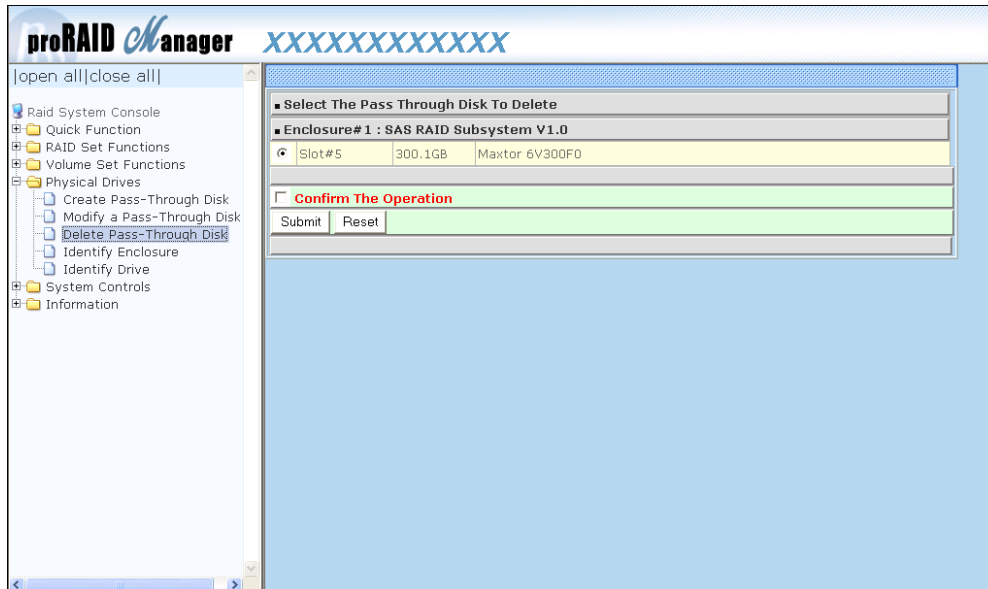 proRAID Manager XXXXXXXXXXXX
|open all|close all|
Raid System Console
Quick Function
RAID Set Functions
Volume Set Functions
Physical Drives
Create Pass-Through Disk
Modify a Pass-Through Disk
Delete Pass-Through Disk
Identify Enclosure
Identify Drive
System Controls
Information
Select The Pass Through Disk To Delete
Enclosure#1 : SAS RAID Subsystem V1.0
Slot#5 300.1GB Maxtor 6V300F0
Confirm The Operation
Submit Reset